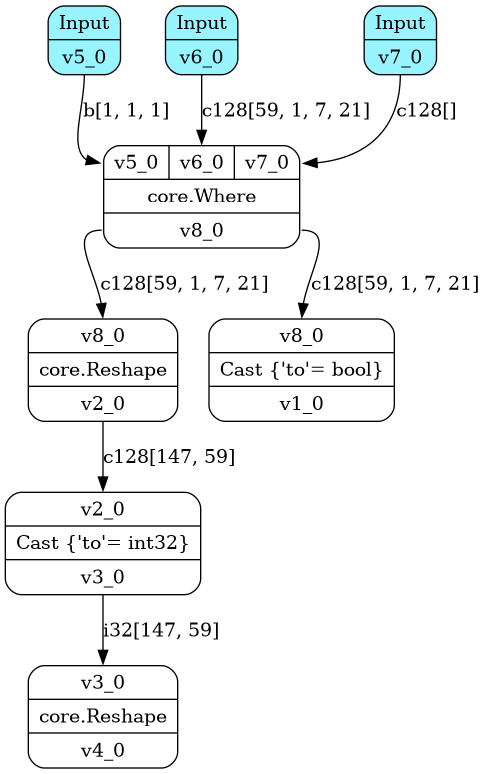 Input
v5_0
Input
v6_0
Input
v7_0
b[1, 1, 1]
c128[59, 1, 7, 21]
c128[]
v5_0 v6_0 v7_0
core.Where
v8_0
c128[59, 1, 7, 21]
c128[59, 1, 7, 21]
v8_0
core.Reshape
v2_0
v8_0
Cast {'to'= bool}
v1_0
c128[147, 59]
v2_0
Cast {'to'= int32}
v3_0
i32[147, 59]
v3_0
core.Reshape
v4_0